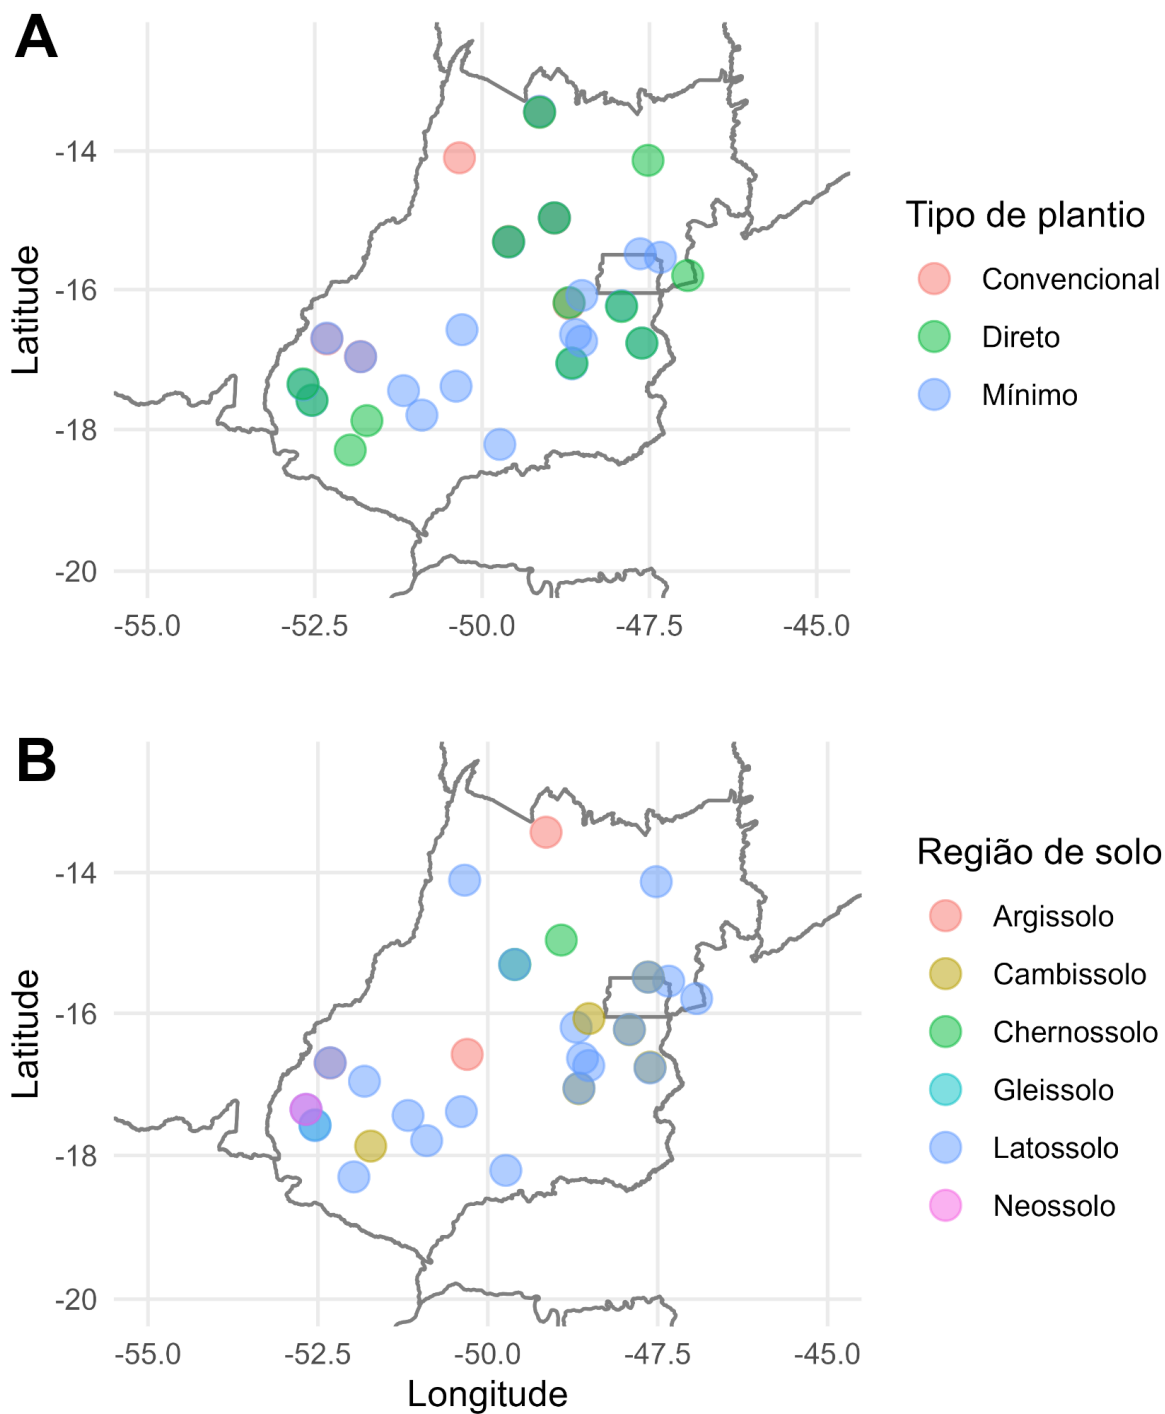 A
-14
-16
-18
-20
Latitude
-55.0
-52.5
-50.0
-47.5
-45.0
Tipo de plantio
Convencional
Direto
Mínimo
B
-14
-16
-18
-20
Latitude
-55.0
-52.5
-50.0
-47.5
-45.0
Longitude
Região de solo
Argissolo
Cambissolo
Chernossolo
Gleissolo
Latossolo
Neossolo